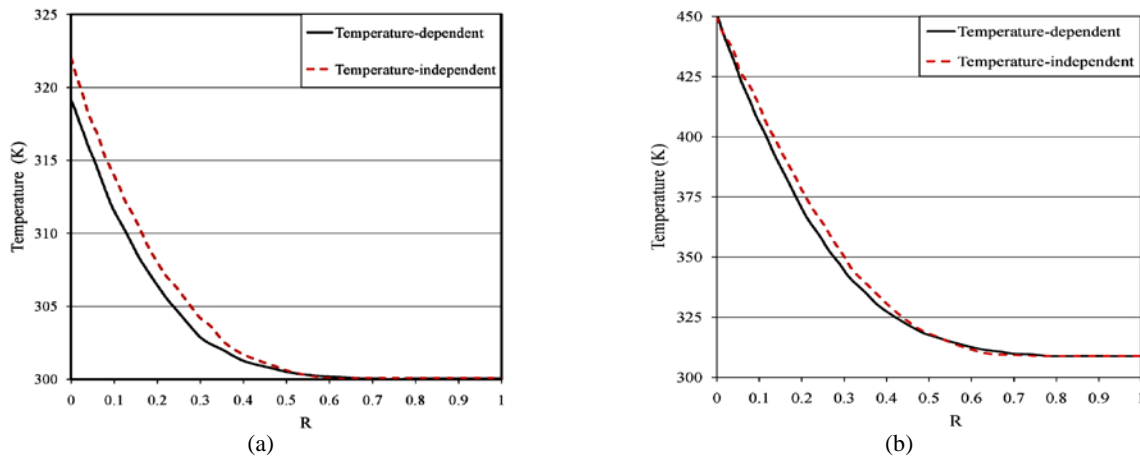 325
320
315
310
305
300
Temperature (K)
Temperature-dependent
Temperature-independent
0 0.1 0.2 0.3 0.4 0.5 0.6 0.7 0.8 0.9 1
R
(a)
450
425
400
375
350
325
300
Temperature (K)
Temperature-dependent
Temperature-independent
0 0.1 0.2 0.3 0.4 0.5 0.6 0.7 0.8 0.9 1
R
(b)